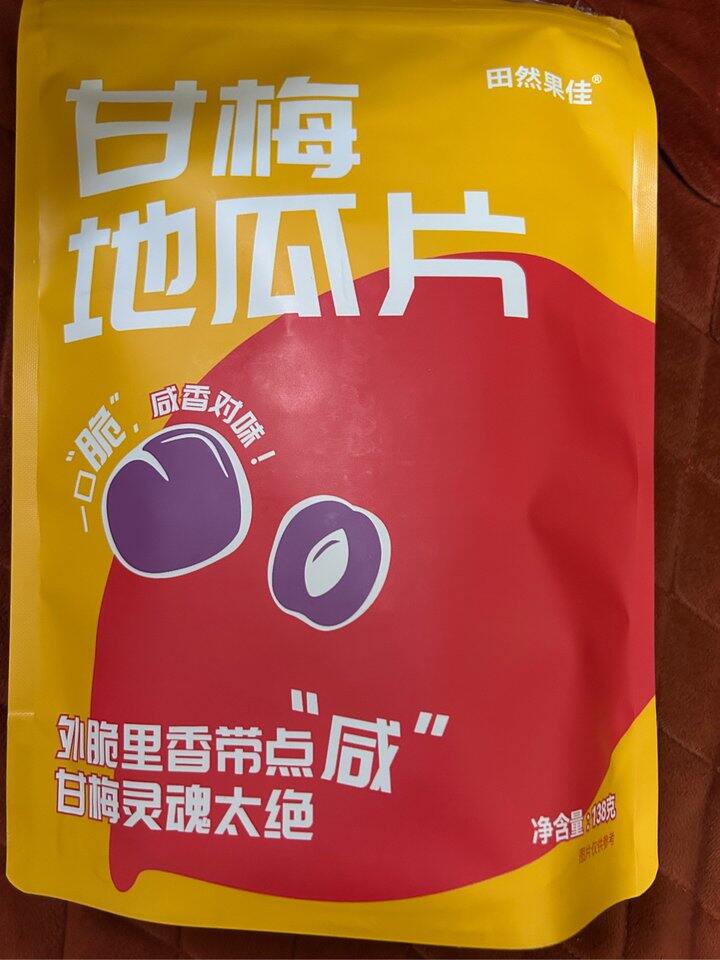 田然果佳®
甘梅
地瓜片
一口“脆”，咸香对味！
外脆里香带点“咸”
甘梅灵魂太绝
净含量：138克
图片仅供参考